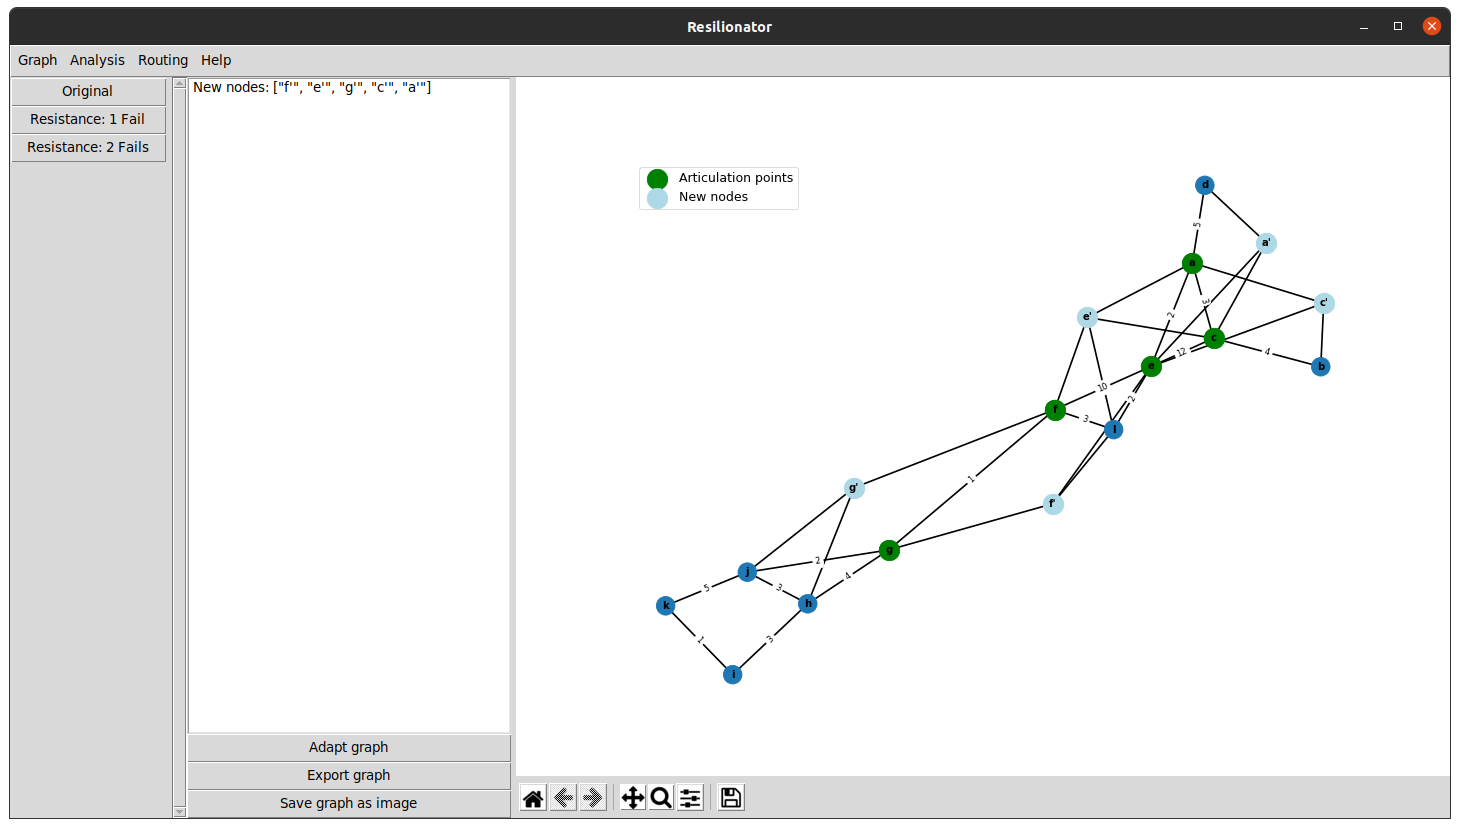 Resilionator
Graph Analysis Routing Help
Original
Resistance: 1 Fail
Resistance: 2 Fails
New nodes: ["f'", "e'", "g'", "c'", "a'"]
Adapt graph
Export graph
Save graph as image
Articulation points
New nodes
d
5
a'
a
3
c'
e'
2
c
12
4
b
e
10
2
f
3
l
g'
1
f'
g
2
j
3
4
5
k
h
1
3
i